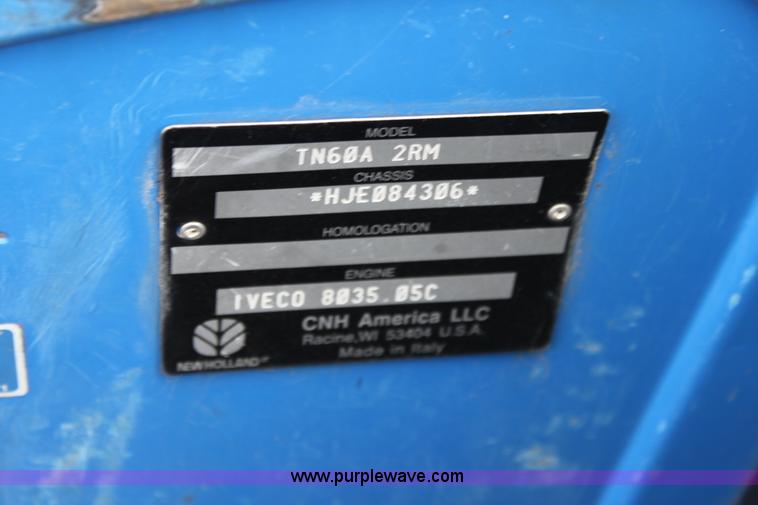 MODEL
TN60A 2RM
CHASSIS
*HJE084306*
HOMOLOGATION
ENGINE
IVECO 8035.05C
CNH America LLC
Racine, WI 53404 U.S.A.
Made in Italy
NEW HOLLAND
www.purplewave.com